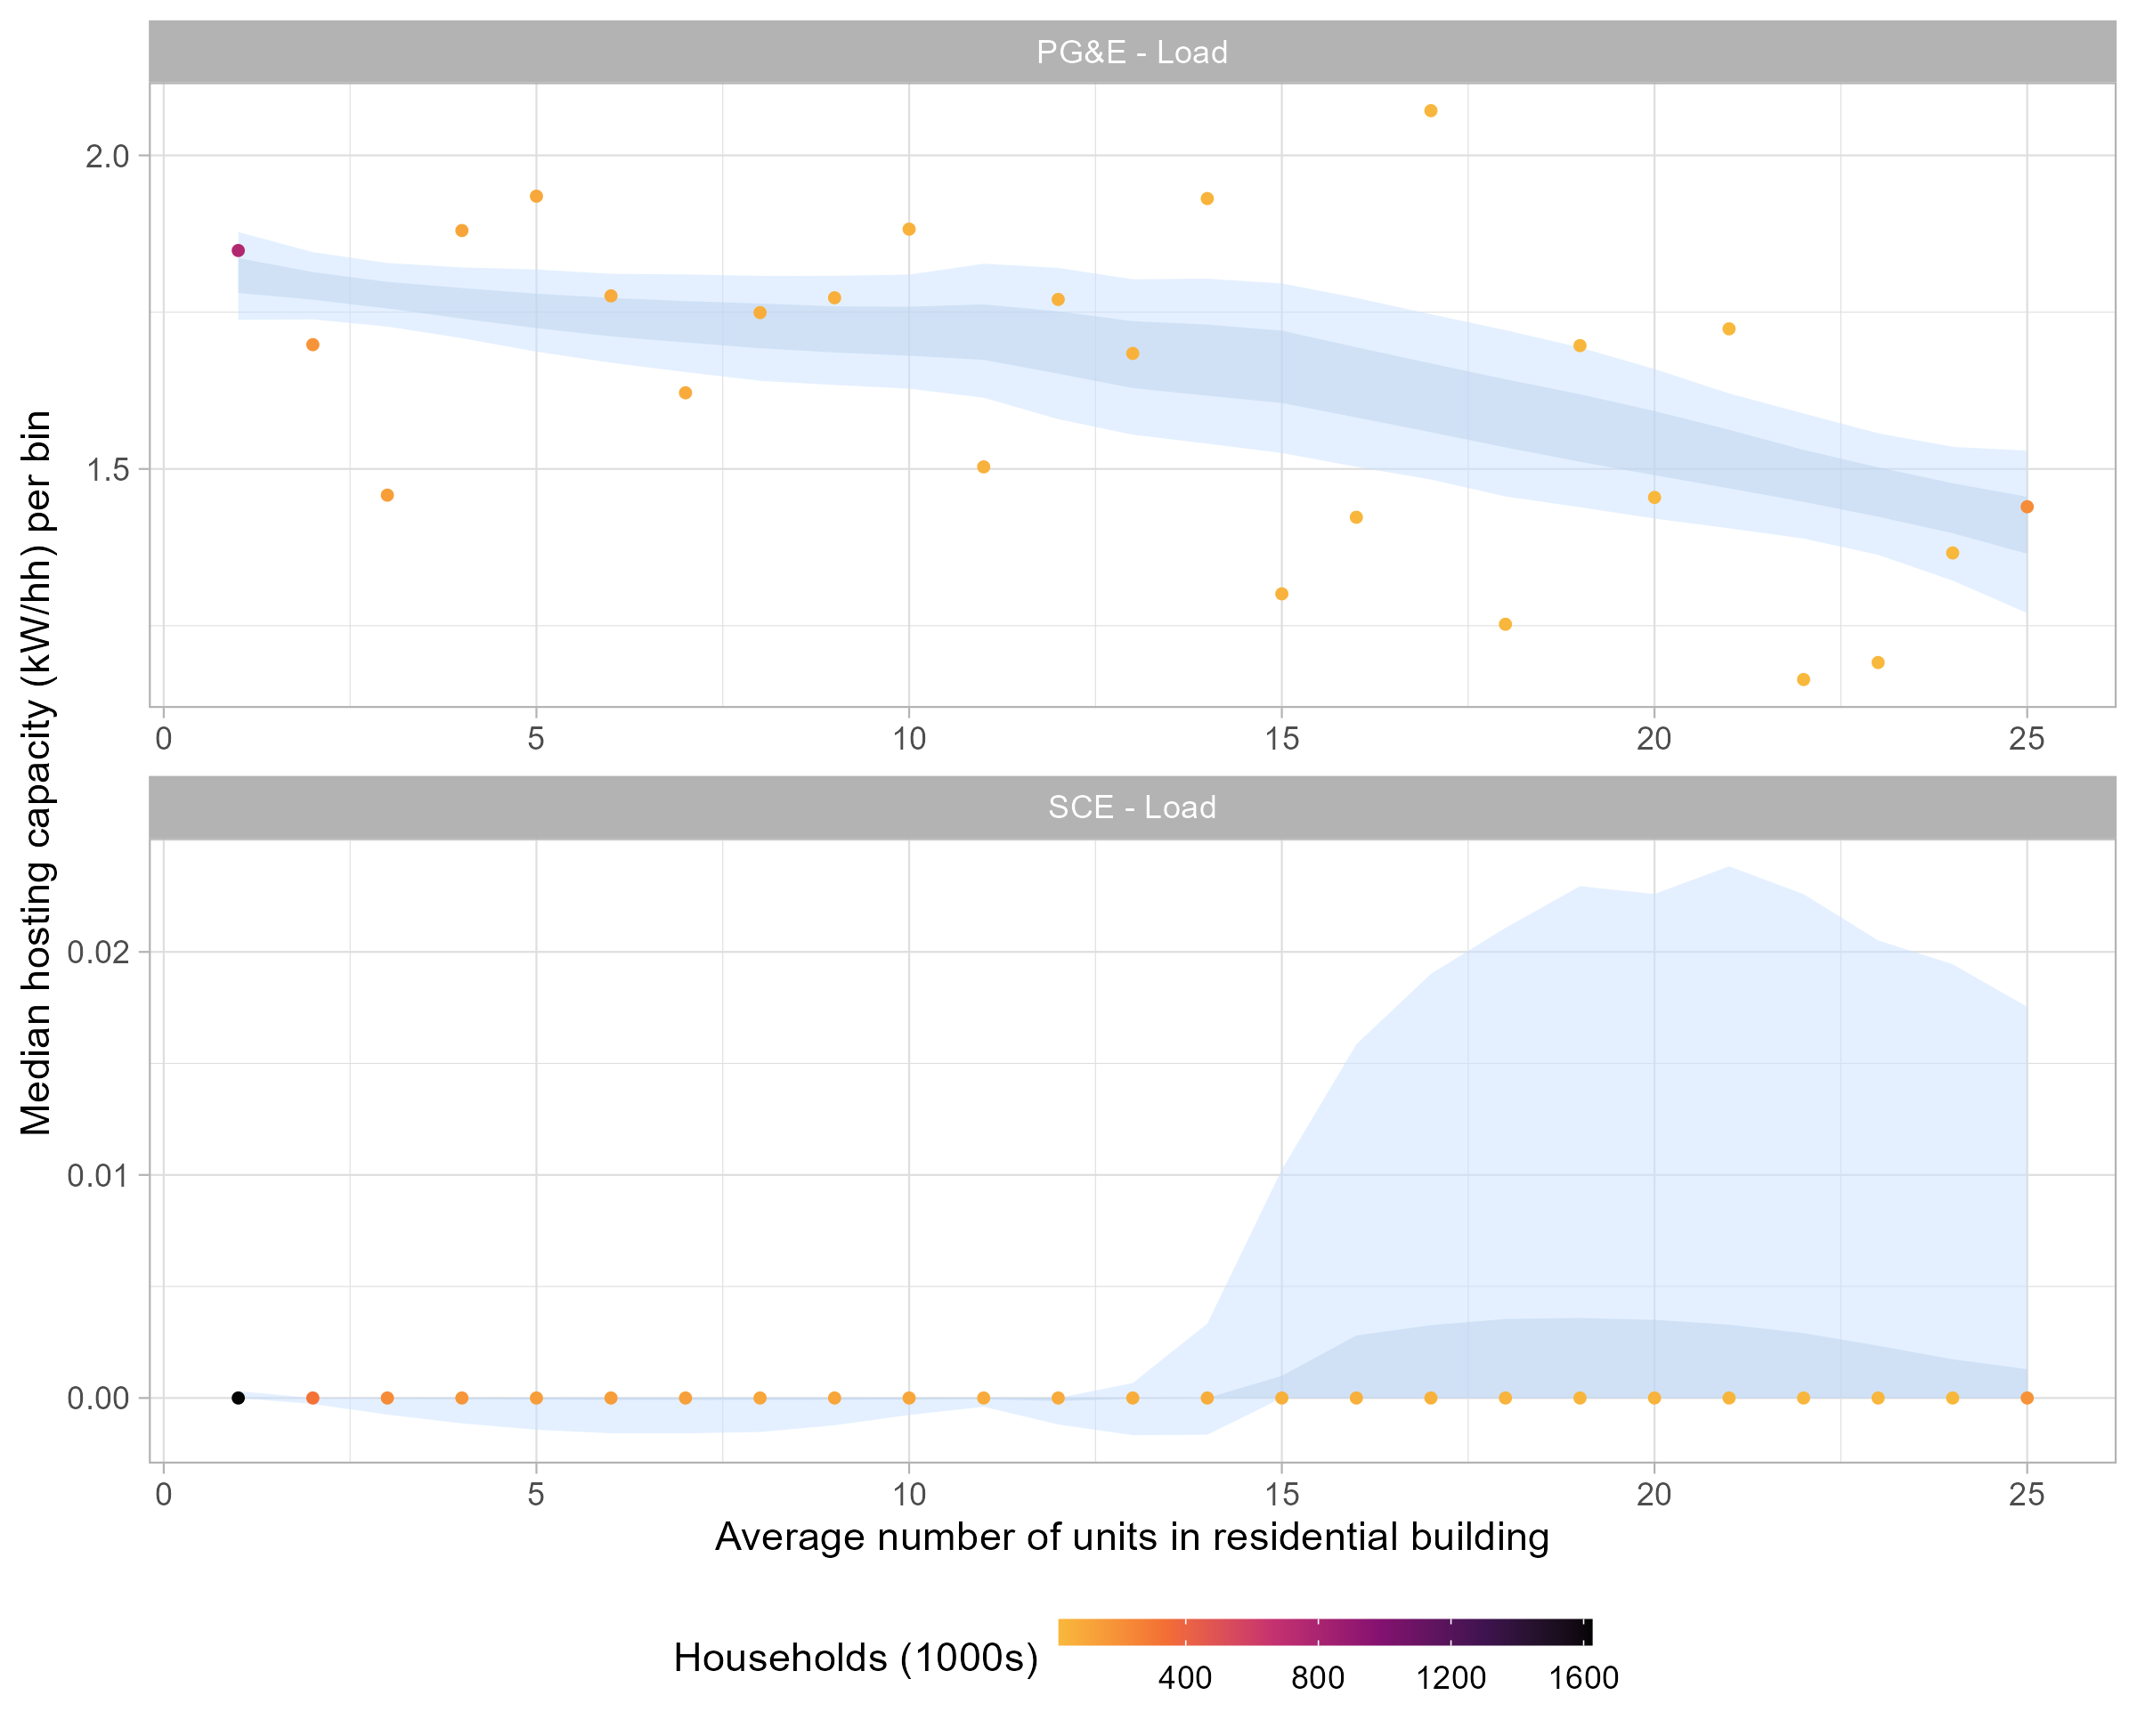 PG&E - Load
2.0
1.5
0 5 10 15 20 25
Median hosting capacity (kW/hh) per bin
SCE - Load
0.02
0.01
0.00
0 5 10 15 20 25
Average number of units in residential building
Households (1000s)
400 800 1200 1600